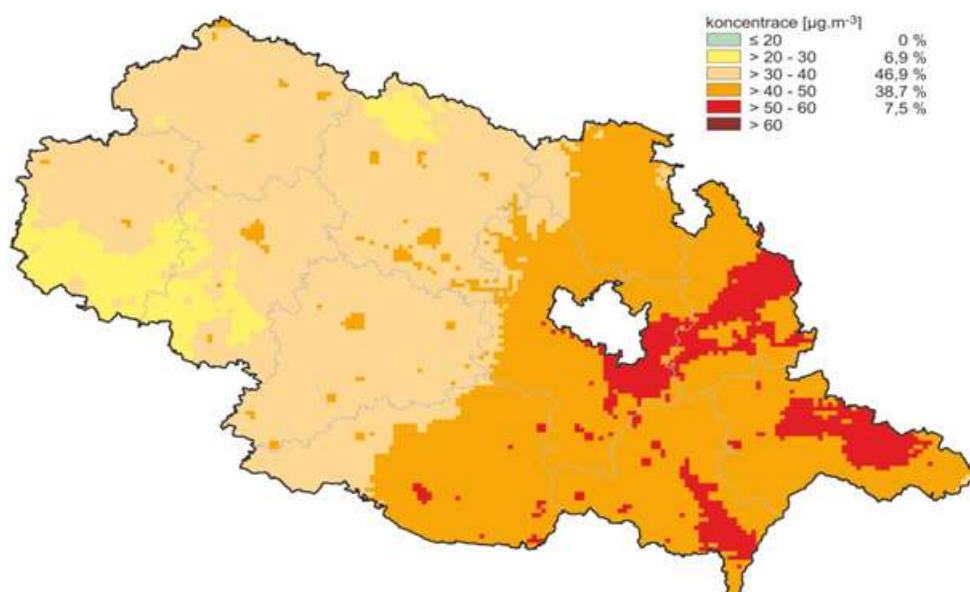 koncentrace [µg.m-3]
≤ 20 0 %
> 20 - 30 6,9 %
> 30 - 40 46,9 %
> 40 - 50 38,7 %
> 50 - 60 7,5 %
> 60